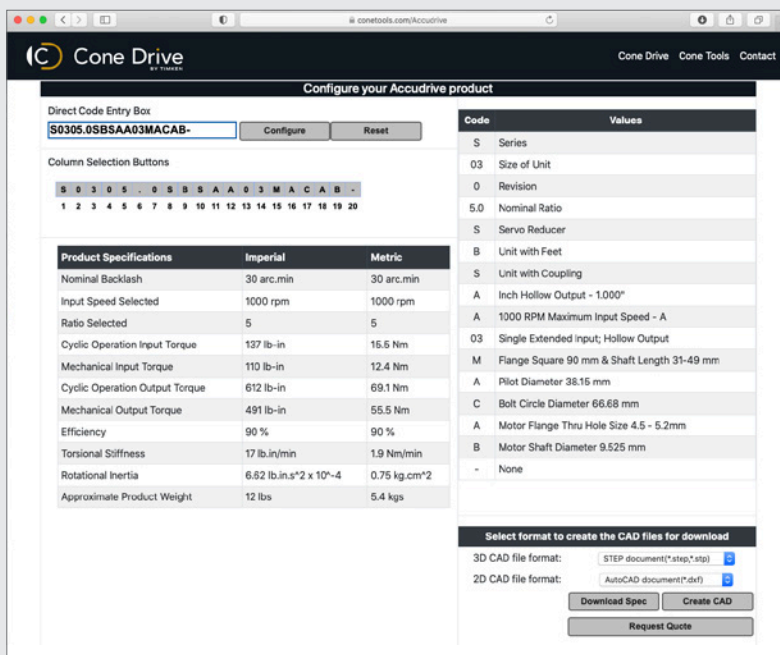 conetools.com/Accudrive
Cone Drive
BY TIMKEN
Cone Drive Cone Tools Contact
Configure your Accudrive product
Direct Code Entry Box
S0305.0SBSAA03MACAB-
Configure Reset
Column Selection Buttons
S 0 3 0 5 . 0 S B S A A 0 3 M A C A B -
1 2 3 4 5 6 7 8 9 10 11 12 13 14 15 16 17 18 19 20
Product Specifications Imperial Metric
Nominal Backlash 30 arc.min 30 arc.min
Input Speed Selected 1000 rpm 1000 rpm
Ratio Selected 5 5
Cyclic Operation Input Torque 137 lb-in 15.5 Nm
Mechanical Input Torque 110 lb-in 12.4 Nm
Cyclic Operation Output Torque 612 lb-in 69.1 Nm
Mechanical Output Torque 491 lb-in 55.5 Nm
Efficiency 90 % 90 %
Torsional Stiffness 17 lb.in/min 1.9 Nm/min
Rotational Inertia 6.62 lb.in.s^2 x 10^-4 0.75 kg.cm^2
Approximate Product Weight 12 lbs 5.4 kgs
Code Values
S Series
03 Size of Unit
0 Revision
5.0 Nominal Ratio
S Servo Reducer
B Unit with Feet
S Unit with Coupling
A Inch Hollow Output - 1.000"
A 1000 RPM Maximum Input Speed - A
03 Single Extended Input; Hollow Output
M Flange Square 90 mm & Shaft Length 31-49 mm
A Pilot Diameter 38.15 mm
C Bolt Circle Diameter 66.68 mm
A Motor Flange Thru Hole Size 4.5 - 5.2mm
B Motor Shaft Diameter 9.525 mm
- None
Select format to create the CAD files for download
3D CAD file format: STEP document(*.step,*.stp)
2D CAD file format: AutoCAD document(*.dxf)
Download Spec Create CAD
Request Quote